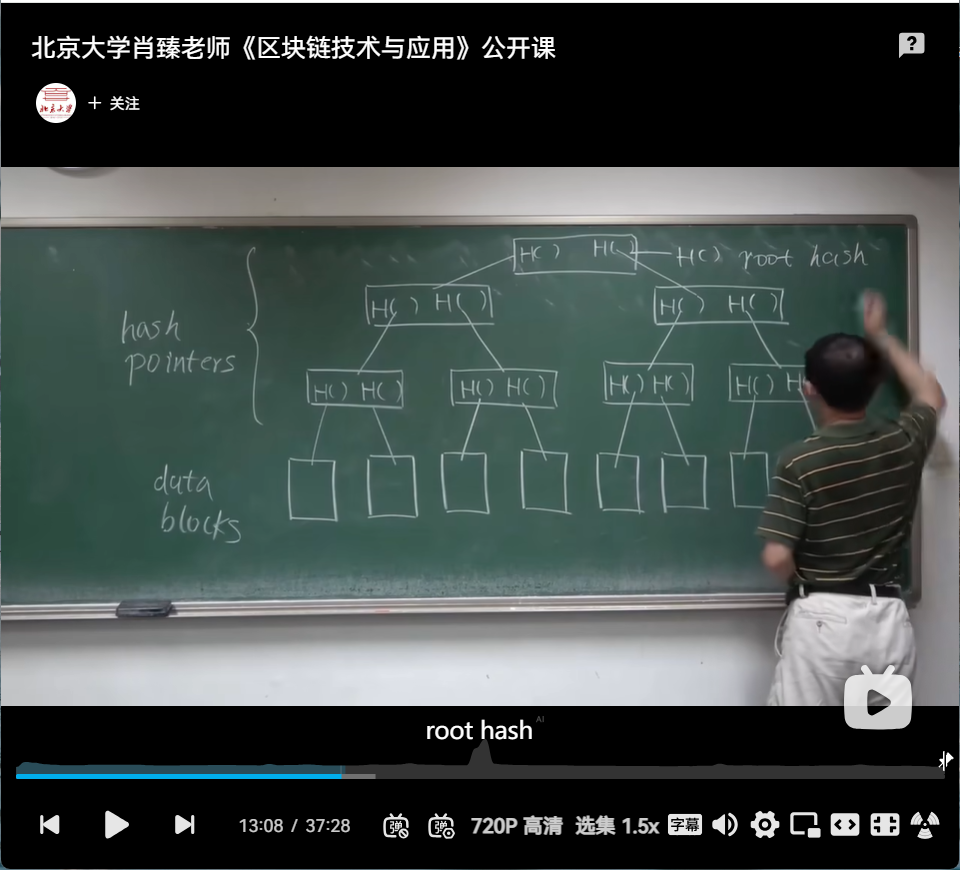 北京大学肖臻老师《区块链技术与应用》公开课
北京大学
+ 关注
H( ) H( ) H( ) root hash
H( ) H( ) H( ) H( )
hash
pointers
H( ) H( ) H( ) H( ) H( ) H( ) H( ) H
data
blocks
root hash AI
13:08 / 37:28 弹 弹 720P 高清 选集 1.5x 字幕